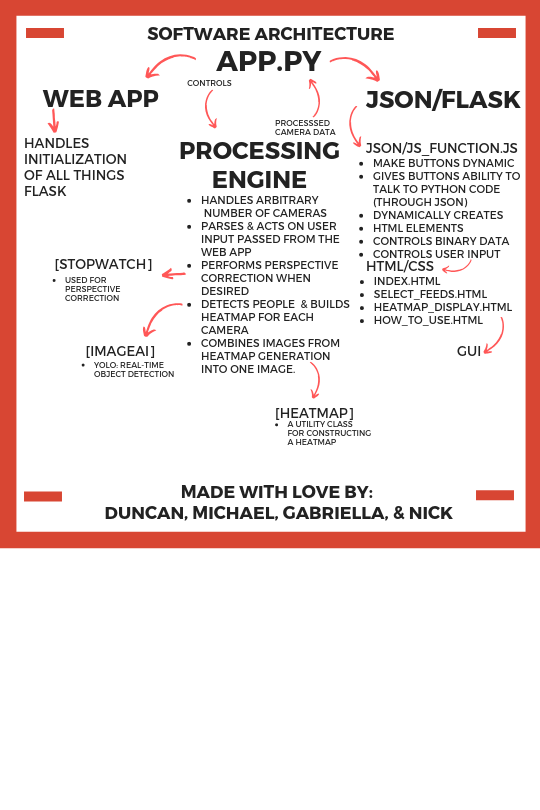 SOFTWARE ARCHITECTURE
APP.PY
WEB APP
CONTROLS
PROCESSSED
CAMERA DATA
JSON/FLASK
HANDLES
INITIALIZATION
OF ALL THINGS
FLASK
PROCESSING
ENGINE
HANDLES ARBITRARY
NUMBER OF CAMERAS
PARSES & ACTS ON USER
INPUT PASSED FROM THE
WEB APP
PERFORMS PERSPECTIVE
CORRECTION WHEN
DESIRED
DETECTS PEOPLE & BUILDS
HEATMAP FOR EACH
CAMERA
COMBINES IMAGES FROM
HEATMAP GENERATION
INTO ONE IMAGE.
JSON/JS_FUNCTION.JS
MAKE BUTTONS DYNAMIC
GIVES BUTTONS ABILITY TO
TALK TO PYTHON CODE
(THROUGH JSON)
DYNAMICALLY CREATES
HTML ELEMENTS
CONTROLS BINARY DATA
CONTROLS USER INPUT
HTML/CSS
INDEX.HTML
SELECT_FEEDS.HTML
HEATMAP_DISPLAY.HTML
HOW_TO_USE.HTML
GUI
[STOPWATCH]
USED FOR
PERSPECTIVE
CORRECTION
[IMAGEAI]
YOLO: REAL-TIME
OBJECT DETECTION
[HEATMAP]
A UTILITY CLASS
FOR CONSTRUCTING
A HEATMAP
MADE WITH LOVE BY:
DUNCAN, MICHAEL, GABRIELLA, & NICK